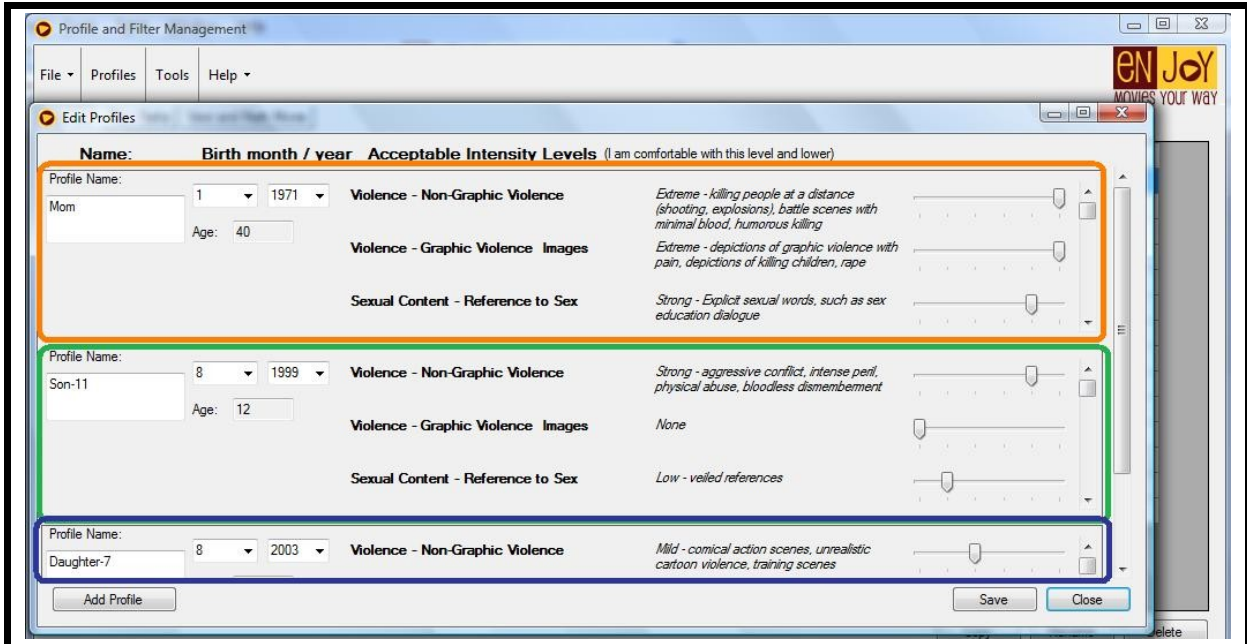 Profile and Filter Management
File Profiles Tools Help
eN JoY
MOVIES YOUR WAY
Edit Profiles
Name: Birth month / year Acceptable Intensity Levels (I am comfortable with this level and lower)
Profile Name:
Mom
1 1971
Age: 40
Violence - Non-Graphic Violence
Extreme - killing people at a distance
(shooting, explosions), battle scenes with
minimal blood, humorous killing
Violence - Graphic Violence Images
Extreme - depictions of graphic violence with
pain, depictions of killing children, rape
Sexual Content - Reference to Sex
Strong - Explicit sexual words, such as sex
education dialogue
Profile Name:
Son-11
8 1999
Age: 12
Violence - Non-Graphic Violence
Strong - aggressive conflict, intense peril,
physical abuse, bloodless dismemberment
Violence - Graphic Violence Images
None
Sexual Content - Reference to Sex
Low - veiled references
Profile Name:
Daughter-7
8 2003
Violence - Non-Graphic Violence
Mild - comical action scenes, unrealistic
cartoon violence, training scenes
Add Profile Save Close
Delete